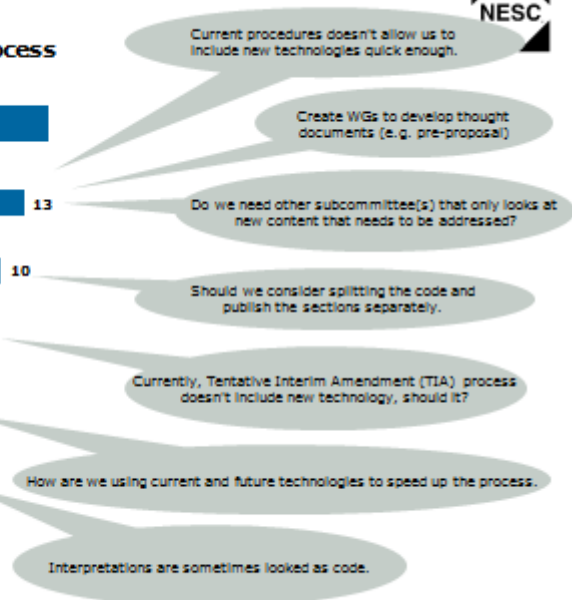 NESC
ocess
Current procedures doesn't allow us to
include new technologies quick enough.
Create WGs to develop thought
documents (e.g. pre-proposal)
13
Do we need other subcommittee(s) that only looks at
new content that needs to be addressed?
10
Should we consider splitting the code and
publish the sections separately.
Currently, Tentative Interim Amendment (TIA) process
doesn't include new technology, should it?
How are we using current and future technologies to speed up the process.
Interpretations are sometimes looked as code.